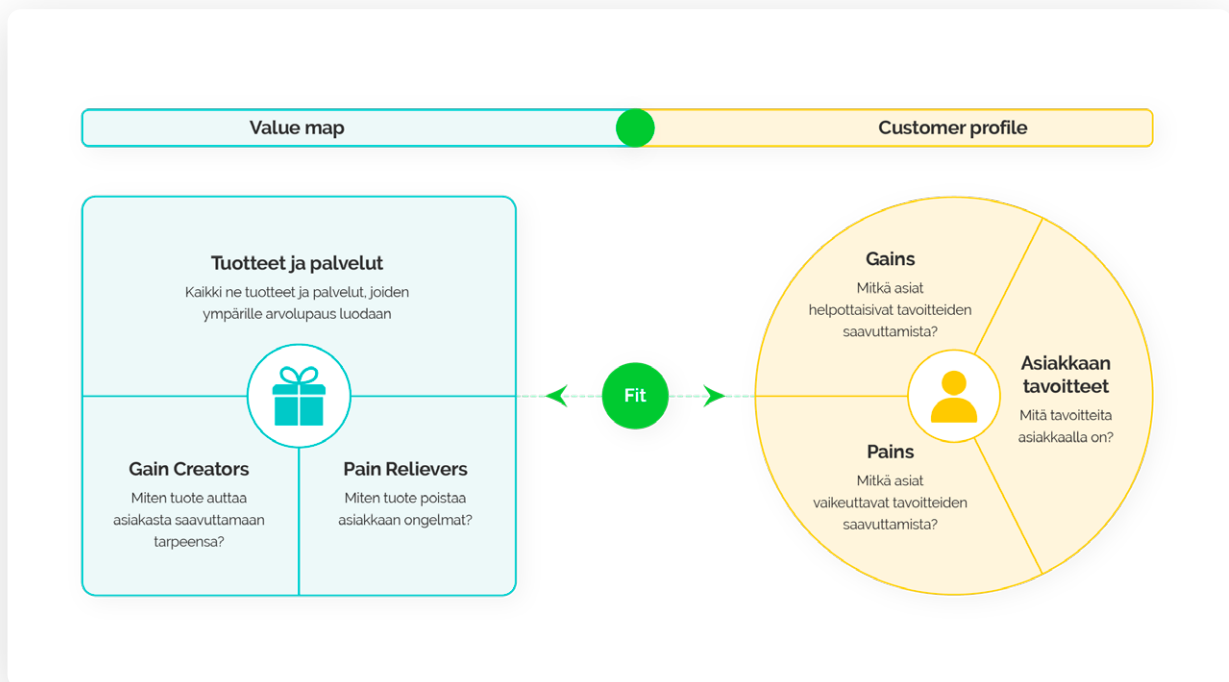 Value map
Customer profile
Tuotteet ja palvelut
Kaikki ne tuotteet ja palvelut, joiden
ympärille arvolupaus luodaan
Gain Creators
Miten tuote auttaa
asiakasta saavuttamaan
tarpeensa?
Pain Relievers
Miten tuote poistaa
asiakkaan ongelmat?
Fit
Gains
Mitkä asiat
helpottaisivat tavoitteiden
saavuttamista?
Asiakkaan
tavoitteet
Mitä tavoitteita
asiakkaalla on?
Pains
Mitkä asiat
vaikeuttavat tavoitteiden
saavuttamista?